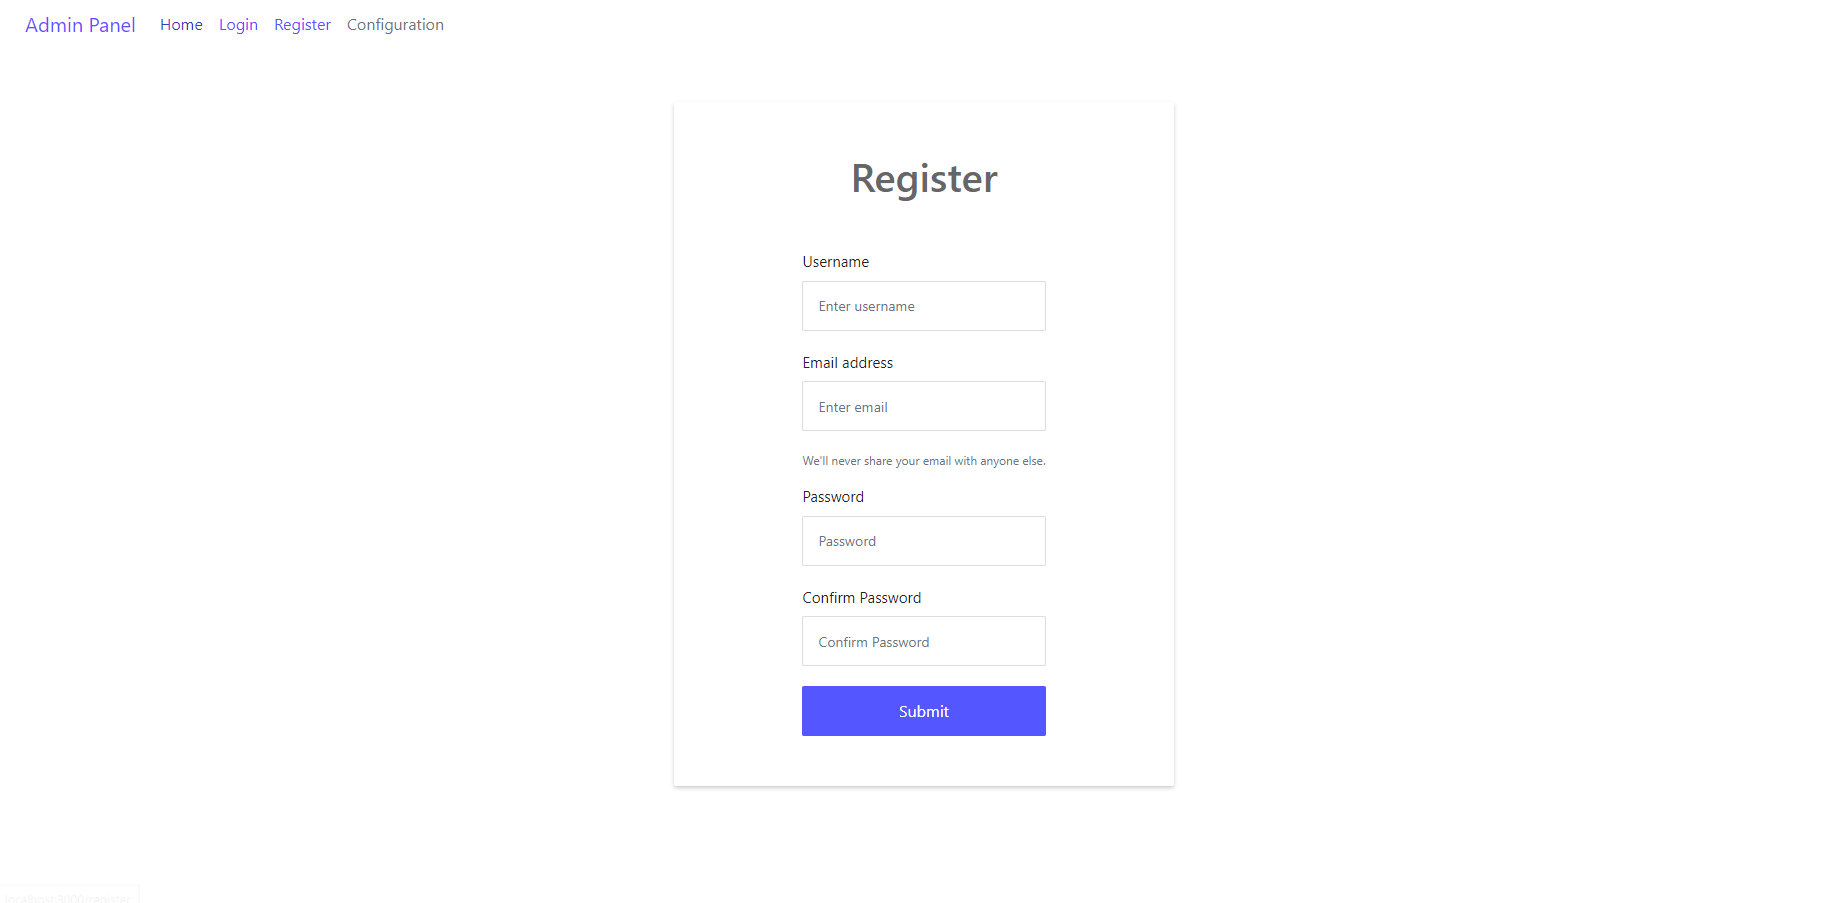 Admin Panel Home Login Register Configuration
Register
Username
Enter username
Email address
Enter email
We'll never share your email with anyone else.
Password
Password
Confirm Password
Confirm Password
Submit
localhost:3000/register